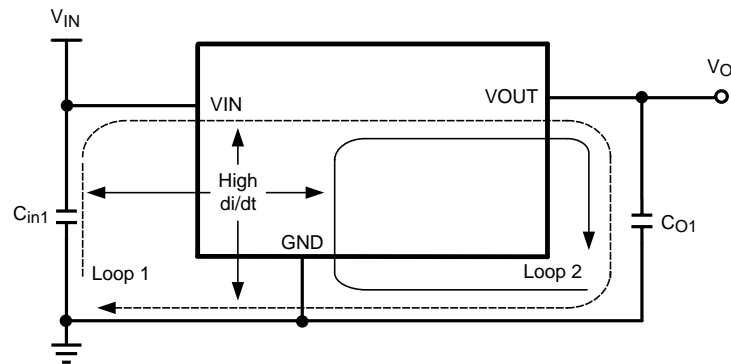 VIN
VIN
VOUT
VO
High
di/dt
Cin1
CO1
GND
Loop 1
Loop 2